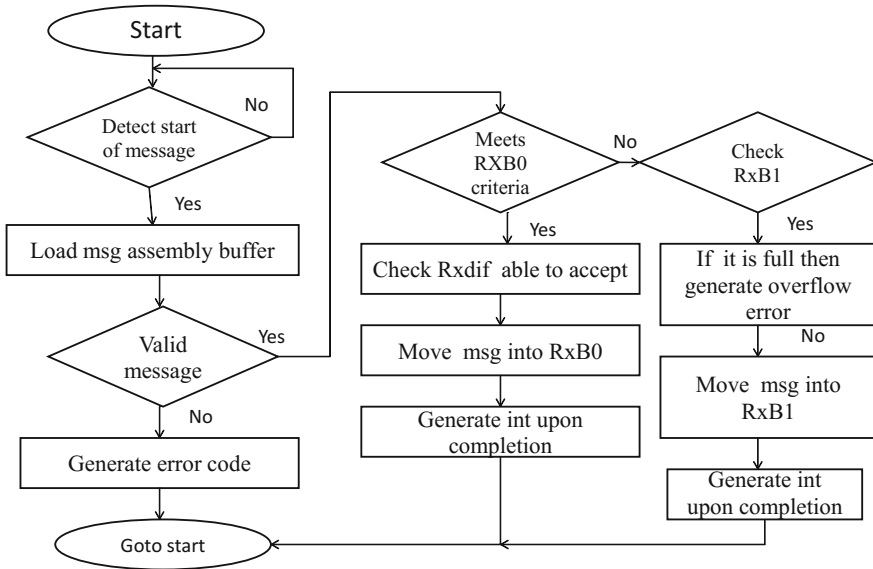 Start
No
Detect start
of message
Yes
Load msg assembly buffer
Valid
message
Yes
No
Generate error code
Goto start
Meets
RXB0
criteria
No
Yes
Check Rxdif able to accept
Move msg into RxB0
Generate int upon
completion
Check
RxB1
Yes
If it is full then
generate overflow
error
No
Move msg into
RxB1
Generate int
upon completion